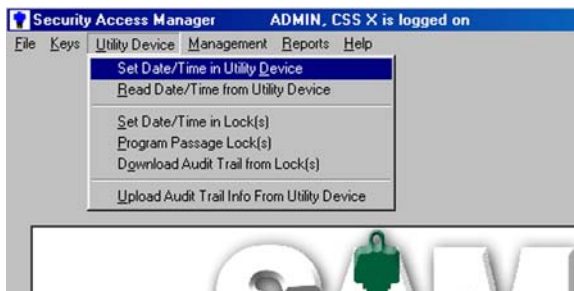 Security Access Manager ADMIN, CSS X is logged on
File Keys Utility Device Management Reports Help
Set Date/Time in Utility Device
Read Date/Time from Utility Device
Set Date/Time in Lock(s)
Program Passage Lock(s)
Download Audit Trail from Lock(s)
Upload Audit Trail Info From Utility Device
SAM